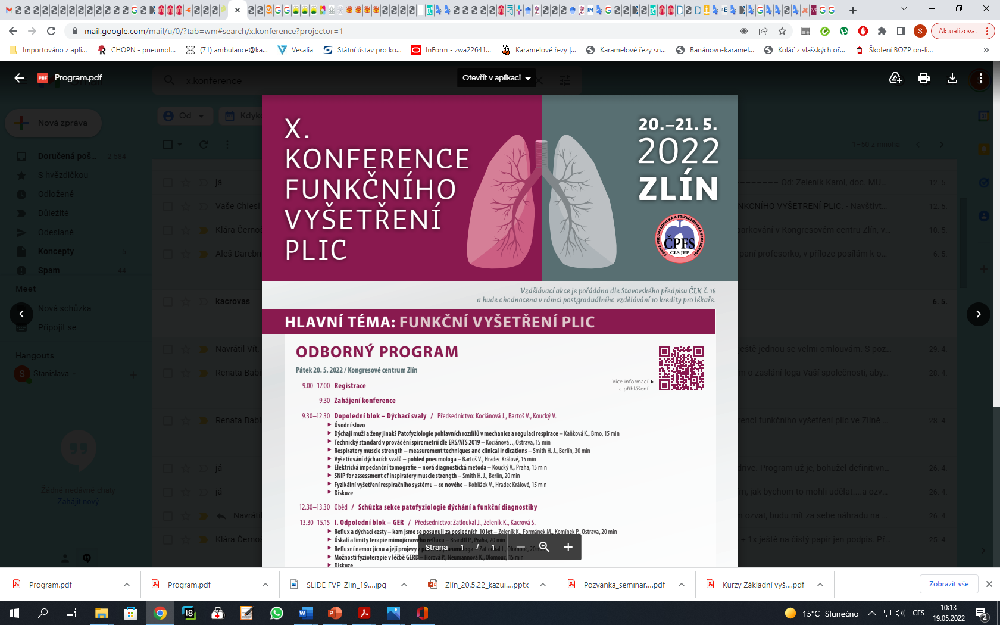 mail.google.com/mail/u/0/?tab=wm#search/x.konference?projector=1
Aktualizovat
Importováno z apli...
CHOPN - pneumol...
(71) ambulance@ka...
Vesalia
Státní ústav pro ko...
InForm - zwa22641...
Karamelové řezy |...
Karamelové řezy sn...
Banánovo-karamel...
Koláč z vlašských oř...
Školení BOZP on-li...
Program.pdf
x.konference
Otevřít v aplikaci
Nová zpráva
Od
Kdyko
Doručená poš... 2 584
S hvězdičkou
Odložené
Důležité
Odeslané
Koncepty 5
Spam 44
Meet
Nová schůzka
Připojit se
Hangouts
Stanislava
Žádné nedávné chaty
Zahájit nový
1–50 z mnoha
já
Od: Zeleník Karol, doc. MU... 12. 5.
Vaše Chiesi
NKČNÍHO VYŠETRENÍ PLIC. - Navštivt... 12. 5.
Klára Černoš
parkování v Kongresovém centru Zlín, v... 10. 5.
Aleš Darebn
paní profesorko, v příloze posílám k o... 6. 5.
kacrovas
6. 5.
Navrátil Vít,
ještě jednou se velmi omlouvám. S poz... 29. 4.
Renata Babi
m o zaslání loga Vaší společnosti, aby... 28. 4.
Renata Babi
renci funkčního vyšetření plic ve Zlíně ... 28. 4.
já
drive. Program už je, bohužel definitivn... 26. 4.
já
m, jak bychom to mohli udělat....a ozv... 26. 4.
Navrátil
n ozvat, budu mít za sebe náhradu na ... 26. 4.
Klára Černoš
+ 1x ještě na čistý papír jen podpis. Př... 25. 4.
X.
KONFERENCE
FUNKČNÍHO
VYŠETŘENÍ
PLIC
20.–21. 5.
2022
ZLÍN
ČESKÁ PNEUMOLOGICKÁ A FTIZEOLOGICKÁ SPOLEČNOST
ČPFS
ČLS JEP
Vzdělávací akce je pořádána dle Stavovského předpisu ČLK č. 16
a bude ohodnocena v rámci postgraduálního vzdělávání 10 kredity pro lékaře.
HLAVNÍ TÉMA: FUNKČNÍ VYŠETŘENÍ PLIC
ODBORNÝ PROGRAM
Pátek 20. 5. 2022 / Kongresové centrum Zlín
Více informací
a přihlášení
9.00–17.00 Registrace
9.30 Zahájení konference
9.30–12.30 Dopolední blok – Dýchací svaly / Předsednictvo: Kociánová J., Bartoš V., Koucký V.
Úvodní slovo
Dýchají muži a ženy jinak? Patofyziologie pohlavních rozdílů v mechanice a regulaci respirace – Kaňková K., Brno, 15 min
Technický standard v provádění spirometrií dle ERS/ATS 2019 – Kociánová J., Ostrava, 15 min
Respiratory muscle strength – measurement techniques and clinical indications – Smith H. J., Berlín, 30 min
Vyšetřování dýchacích svalů – pohled pneumologa – Bartoš V., Hradec Králové, 15 min
Elektrická impedanční tomografie – nová diagnostická metoda – Koucký V., Praha, 15 min
SNIP for assessment of inspiratory muscle strength – Smith H. J., Berlín, 20 min
Fyzikální vyšetření respiračního systému – co nového – Koblížek V., Hradec Králové, 15 min
Diskuze
12.30–13.30 Oběd / Schůzka sekce patofyziologie dýchání a funkční diagnostiky
13.30–15.15 I. Odpolední blok – GER / Předsednictvo: Zatloukal J., Zeleník K., Kacrová S.
Reflux a dýchací cesty – kam jsme se posunuli za posledních 10 let – Zeleník K., Formánek M., Komínek P., Ostrava, 20 min
Úskalí a limity terapie mimojícnového refluxu – Brandtl P., Praha, 20 min
Refluxní nemoc jícnu a její projevy z pohledu pneumologa – Zatloukal J., Olomouc, 20 min
Možnosti fyzioterapie v léčbě GERD – Horová P., Neumannová K., Olomouc, 15 min
Diskuze
Strana 1 / 1
Program.pdf
Program.pdf
SLIDE FVP-Zlin_19....jpg
Zlín_20.5.22_kazui....pptx
Pozvanka_seminar....pdf
Kurzy Základní vyš....pdf
Zobrazit vše
15°C Slunečno
CES
10:13
19.05.2022
2